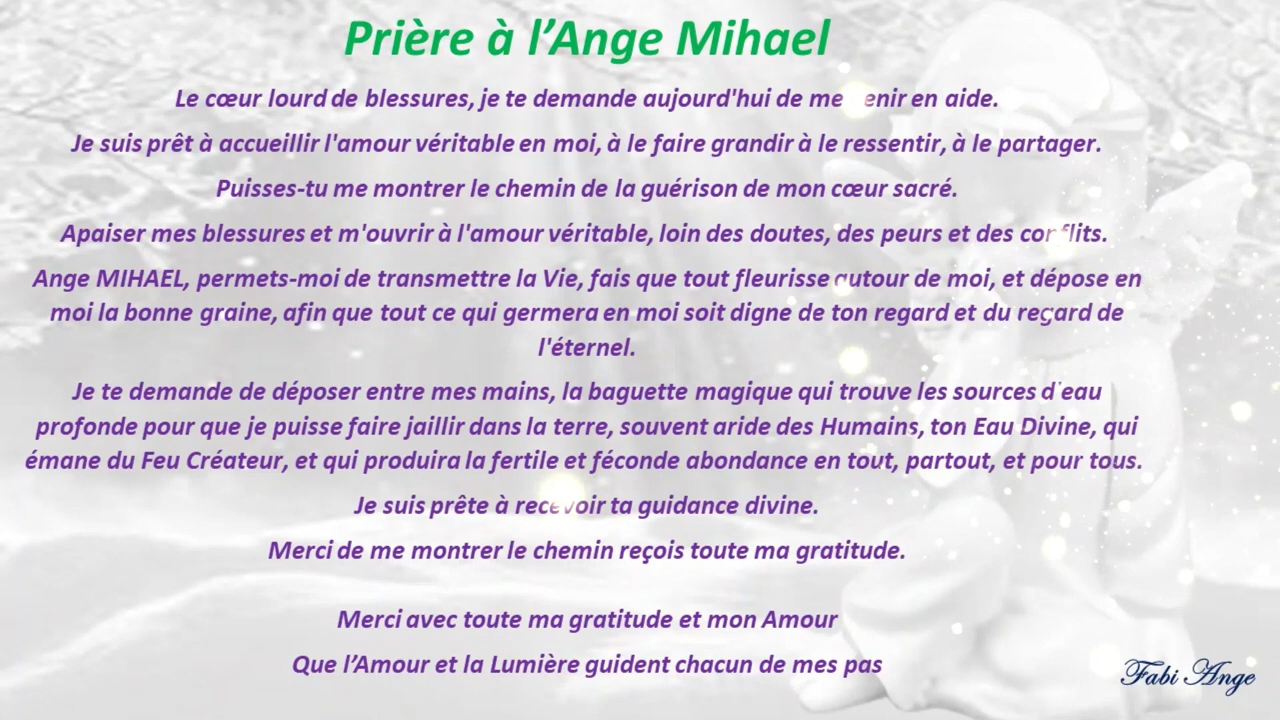 Prière à l’Ange Mihael
Le cœur lourd de blessures, je te demande aujourd'hui de me venir en aide.
Je suis prêt à accueillir l'amour véritable en moi, à le faire grandir à le ressentir, à le partager.
Puisses-tu me montrer le chemin de la guérison de mon cœur sacré.
Apaiser mes blessures et m'ouvrir à l'amour véritable, loin des doutes, des peurs et des conflits.
Ange MIHAEL, permets-moi de transmettre la Vie, fais que tout fleurisse autour de moi, et dépose en
moi la bonne graine, afin que tout ce qui germera en moi soit digne de ton regard et du regard de
l'éternel.
Je te demande de déposer entre mes mains, la baguette magique qui trouve les sources d'eau
profonde pour que je puisse faire jaillir dans la terre, souvent aride des Humains, ton Eau Divine, qui
émane du Feu Créateur, et qui produira la fertile et féconde abondance en tout, partout, et pour tous.
Je suis prête à recevoir ta guidance divine.
Merci de me montrer le chemin reçois toute ma gratitude.
Merci avec toute ma gratitude et mon Amour
Que l’Amour et la Lumière guident chacun de mes pas
Fabi Ange